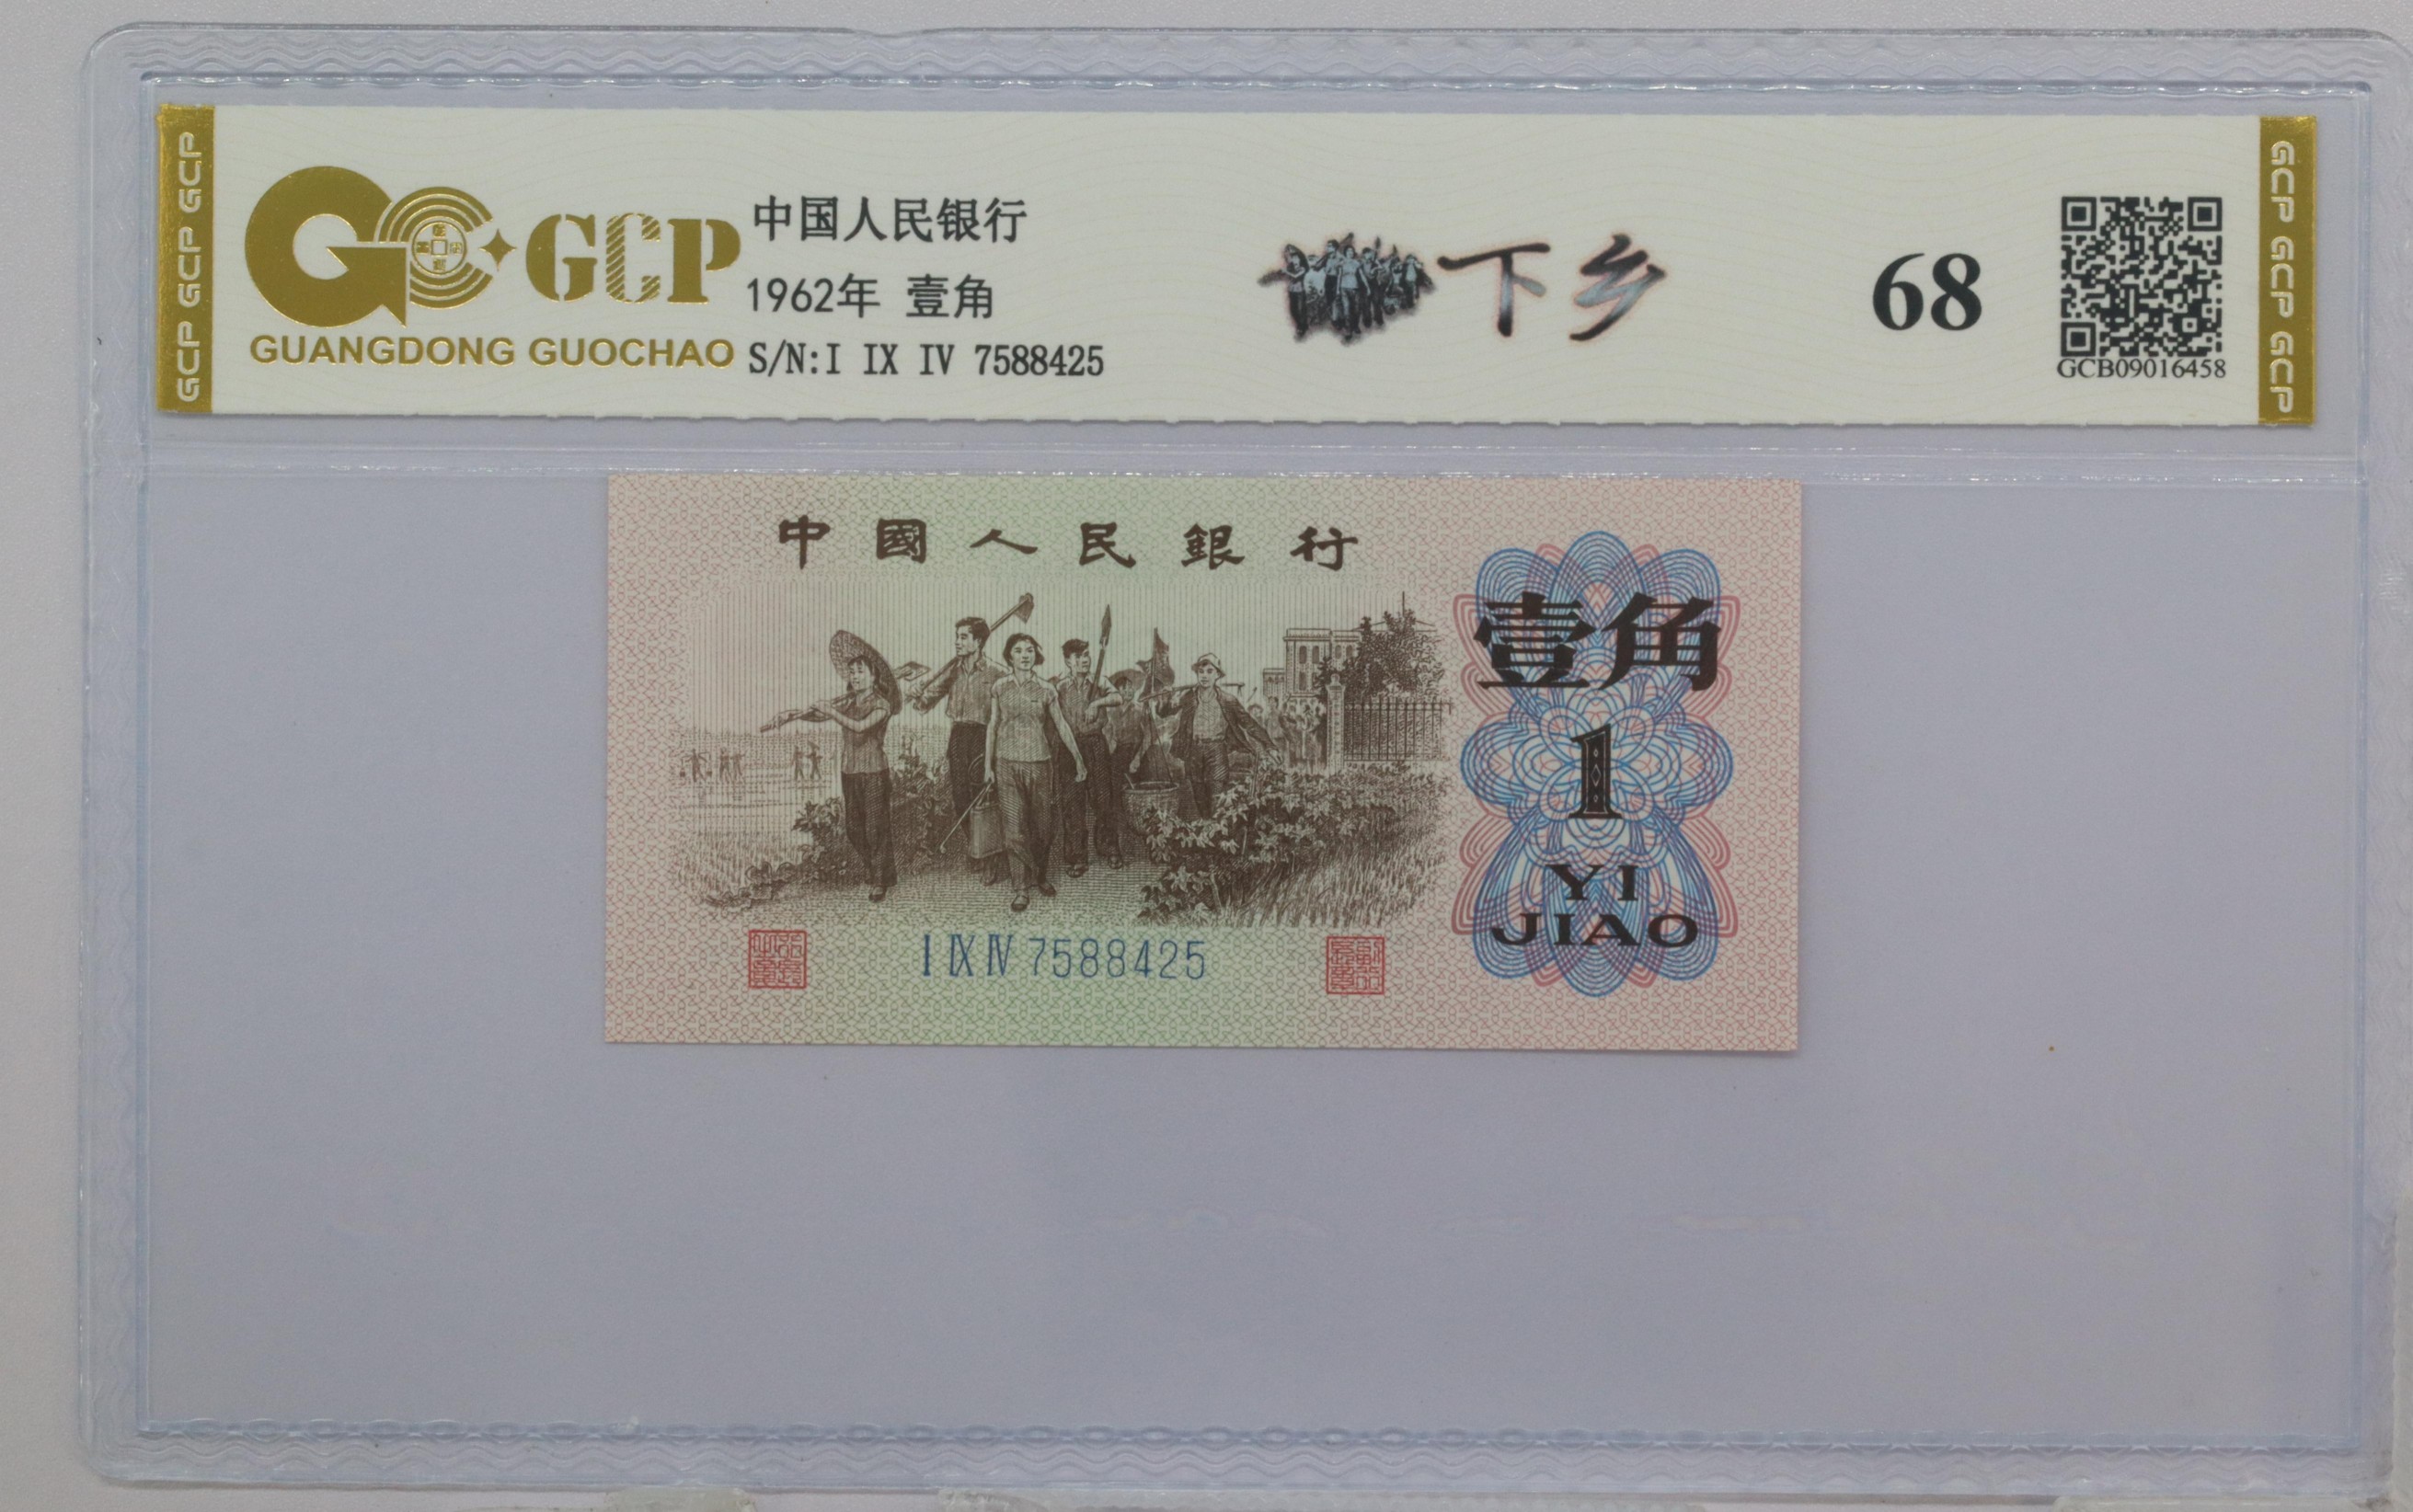 GCP GCP GCP
GCP
GUANGDONG GUOCHAO
中国人民银行
1962年 壹角
S/N:I IX IV 7588425
下乡
68
GCB09016458
GCP GCP GCP
中國人民銀行
壹角
1
YI
JIAO
I IX IV 7588425